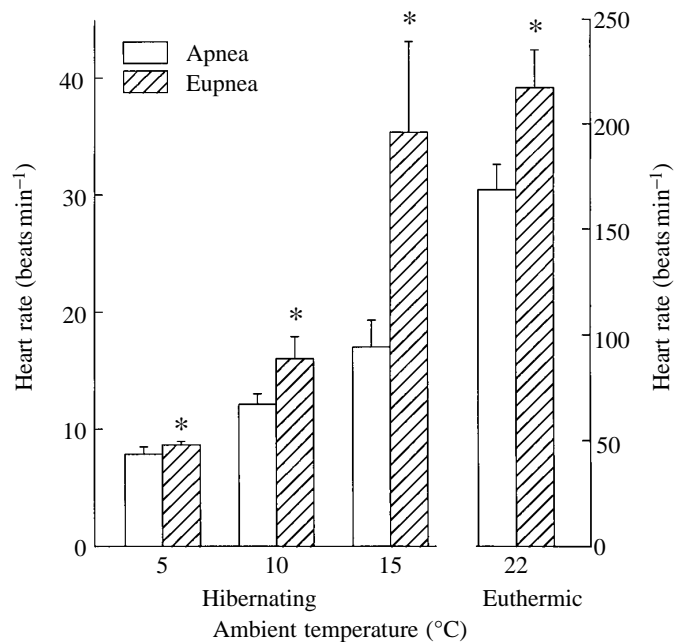 Apnea
Eupnea
Heart rate (beats min⁻¹)
40
30
20
10
0
*
*
*
*
250
200
150
100
50
0
Heart rate (beats min⁻¹)
5 10 15 22
Hibernating Euthermic
Ambient temperature (°C)